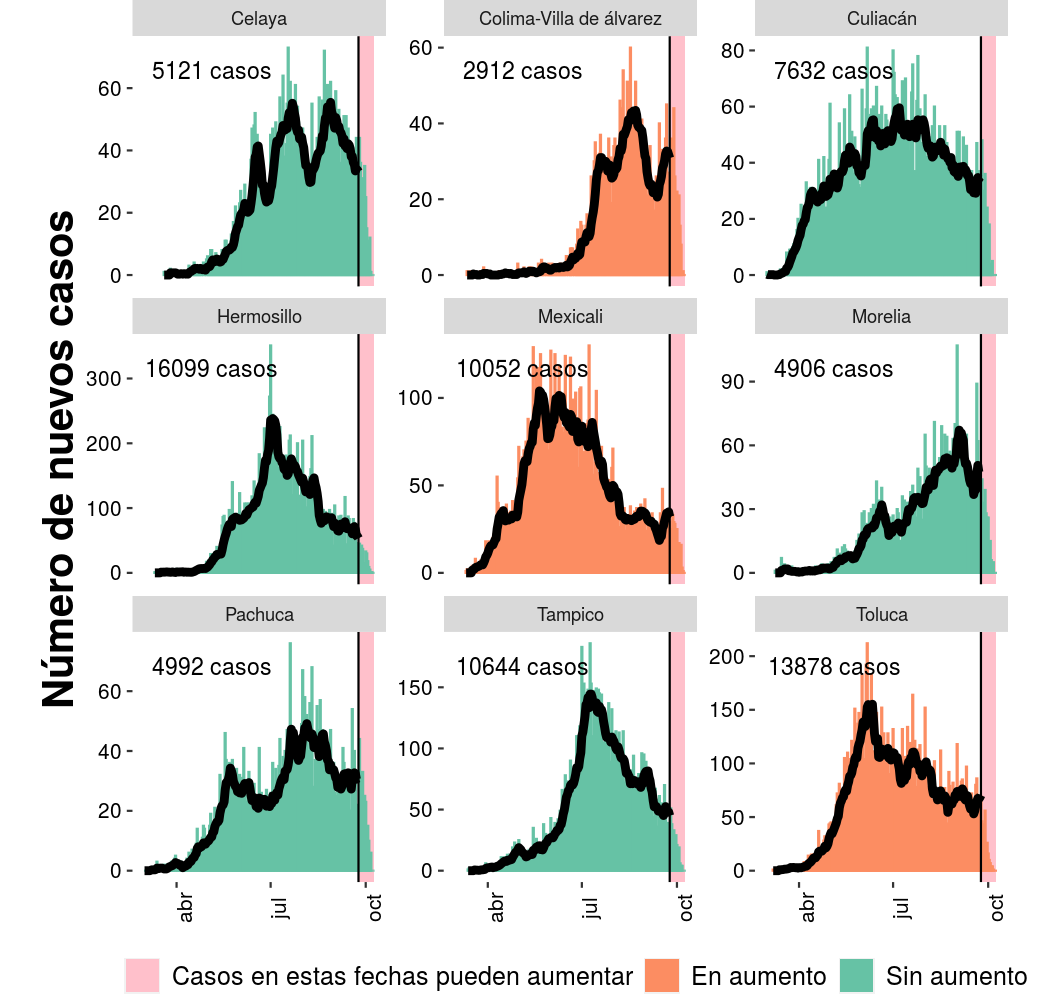 Celaya
Colima-Villa de álvarez
Culiacán
5121 casos
2912 casos
7632 casos
60
40
20
0
60
40
20
0
80
60
40
20
0
Número de nuevos casos
Hermosillo
Mexicali
Morelia
16099 casos
10052 casos
4906 casos
300
200
100
0
100
50
0
90
60
30
0
Pachuca
Tampico
Toluca
4992 casos
10644 casos
13878 casos
60
40
20
0
150
100
50
0
200
150
100
50
0
abr
jul
oct
abr
jul
oct
abr
jul
oct
Casos en estas fechas pueden aumentar
En aumento
Sin aumento